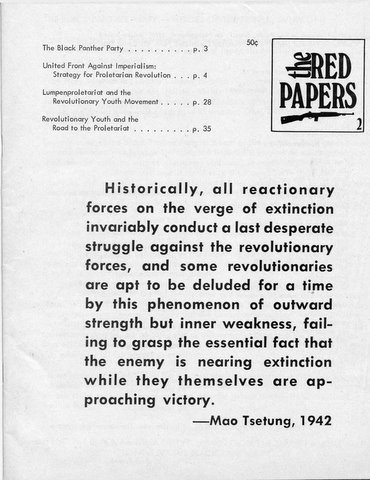 The Black Panther Party . . . . . . . . . . p. 3
United Front Against Imperialism:
Strategy for Proletarian Revolution . . . p. 4
Lumpenproletariat and the
Revolutionary Youth Movement . . . . . p. 28
Revolutionary Youth and the
Road to the Proletariat . . . . . . . . . p. 35
50¢
the RED
PAPERS
2
Historically, all reactionary
forces on the verge of extinction
invariably conduct a last desperate
struggle against the revolutionary
forces, and some revolutionaries
are apt to be deluded for a time
by this phenomenon of outward
strength but inner weakness, fail-
ing to grasp the essential fact that
the enemy is nearing extinction
while they themselves are ap-
proaching victory.
—Mao Tsetung, 1942